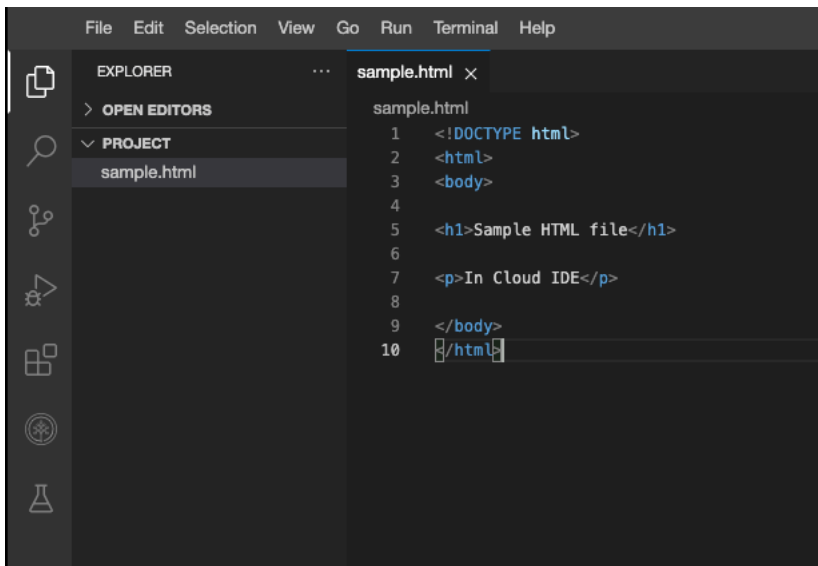 File Edit Selection View Go Run Terminal Help
EXPLORER ···
OPEN EDITORS
PROJECT
sample.html
sample.html ×
sample.html
1 <!DOCTYPE html>
2 <html>
3 <body>
4
5 <h1>Sample HTML file</h1>
6
7 <p>In Cloud IDE</p>
8
9 </body>
10 </html>